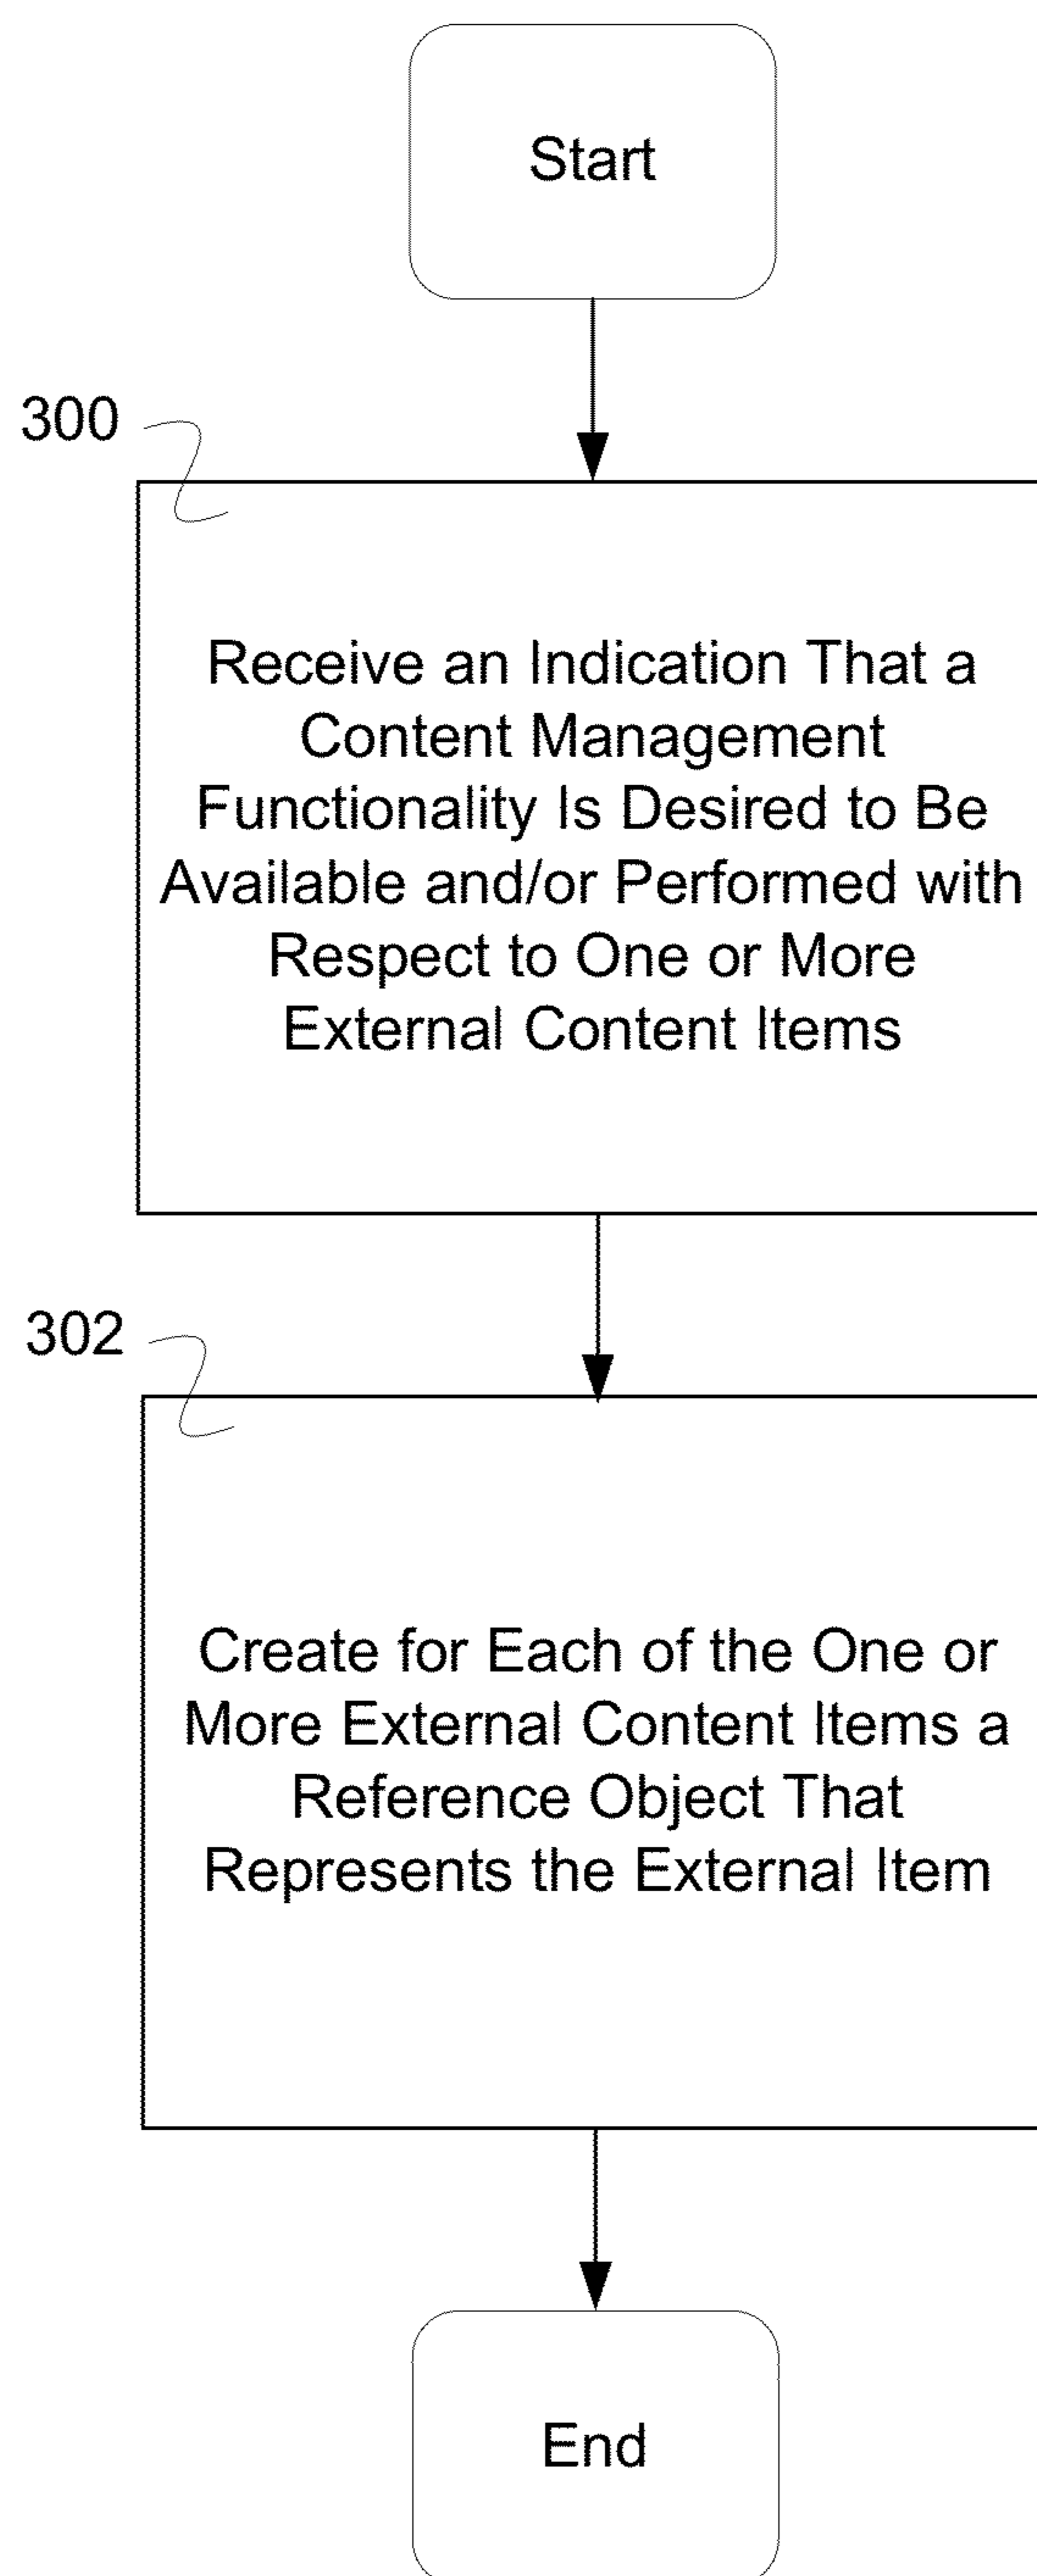 Start
300
Receive an Indication That a
Content Management
Functionality Is Desired to Be
Available and/or Performed with
Respect to One or More
External Content Items
302
Create for Each of the One or
More External Content Items a
Reference Object That
Represents the External Item
End